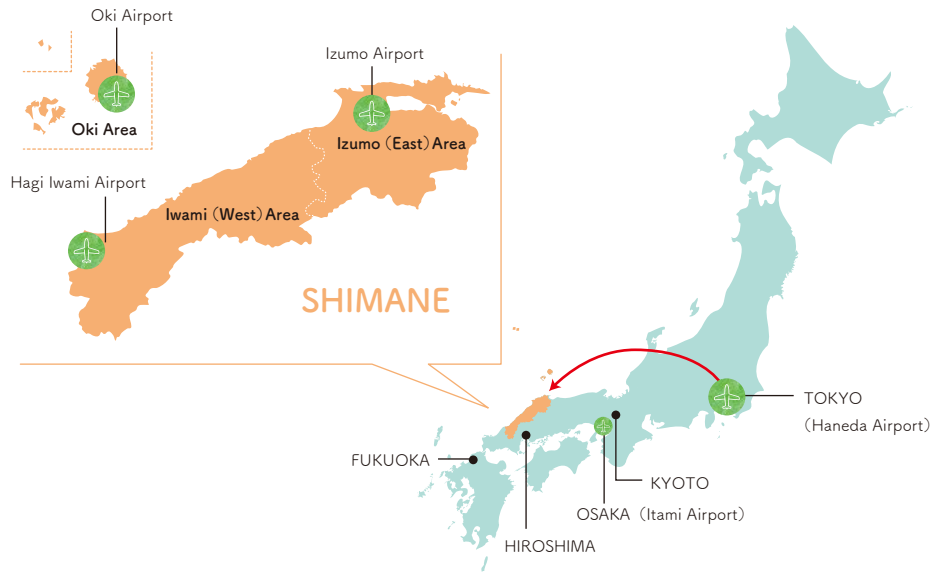 Oki Airport
Izumo Airport
Oki Area
Izumo (East) Area
Hagi Iwami Airport
Iwami (West) Area
SHIMANE
TOKYO
(Haneda Airport)
FUKUOKA
KYOTO
OSAKA (Itami Airport)
HIROSHIMA